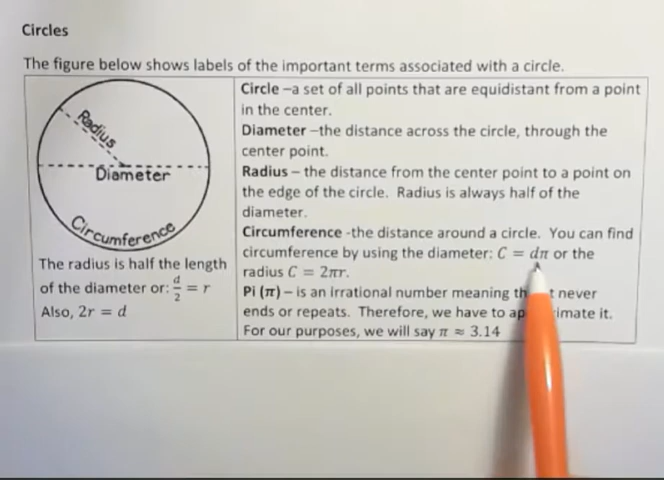 Circles
The figure below shows labels of the important terms associated with a circle.
Radius
Diameter
Circumference
The radius is half the length
of the diameter or: d/2 = r
Also, 2r = d
Circle –a set of all points that are equidistant from a point
in the center.
Diameter –the distance across the circle, through the
center point.
Radius – the distance from the center point to a point on
the edge of the circle. Radius is always half of the
diameter.
Circumference -the distance around a circle. You can find
circumference by using the diameter: C = dπ or the
radius C = 2πr.
Pi (π) – is an irrational number meaning t never
ends or repeats. Therefore, we have to imate it.
For our purposes, we will say π ≈ 3.14